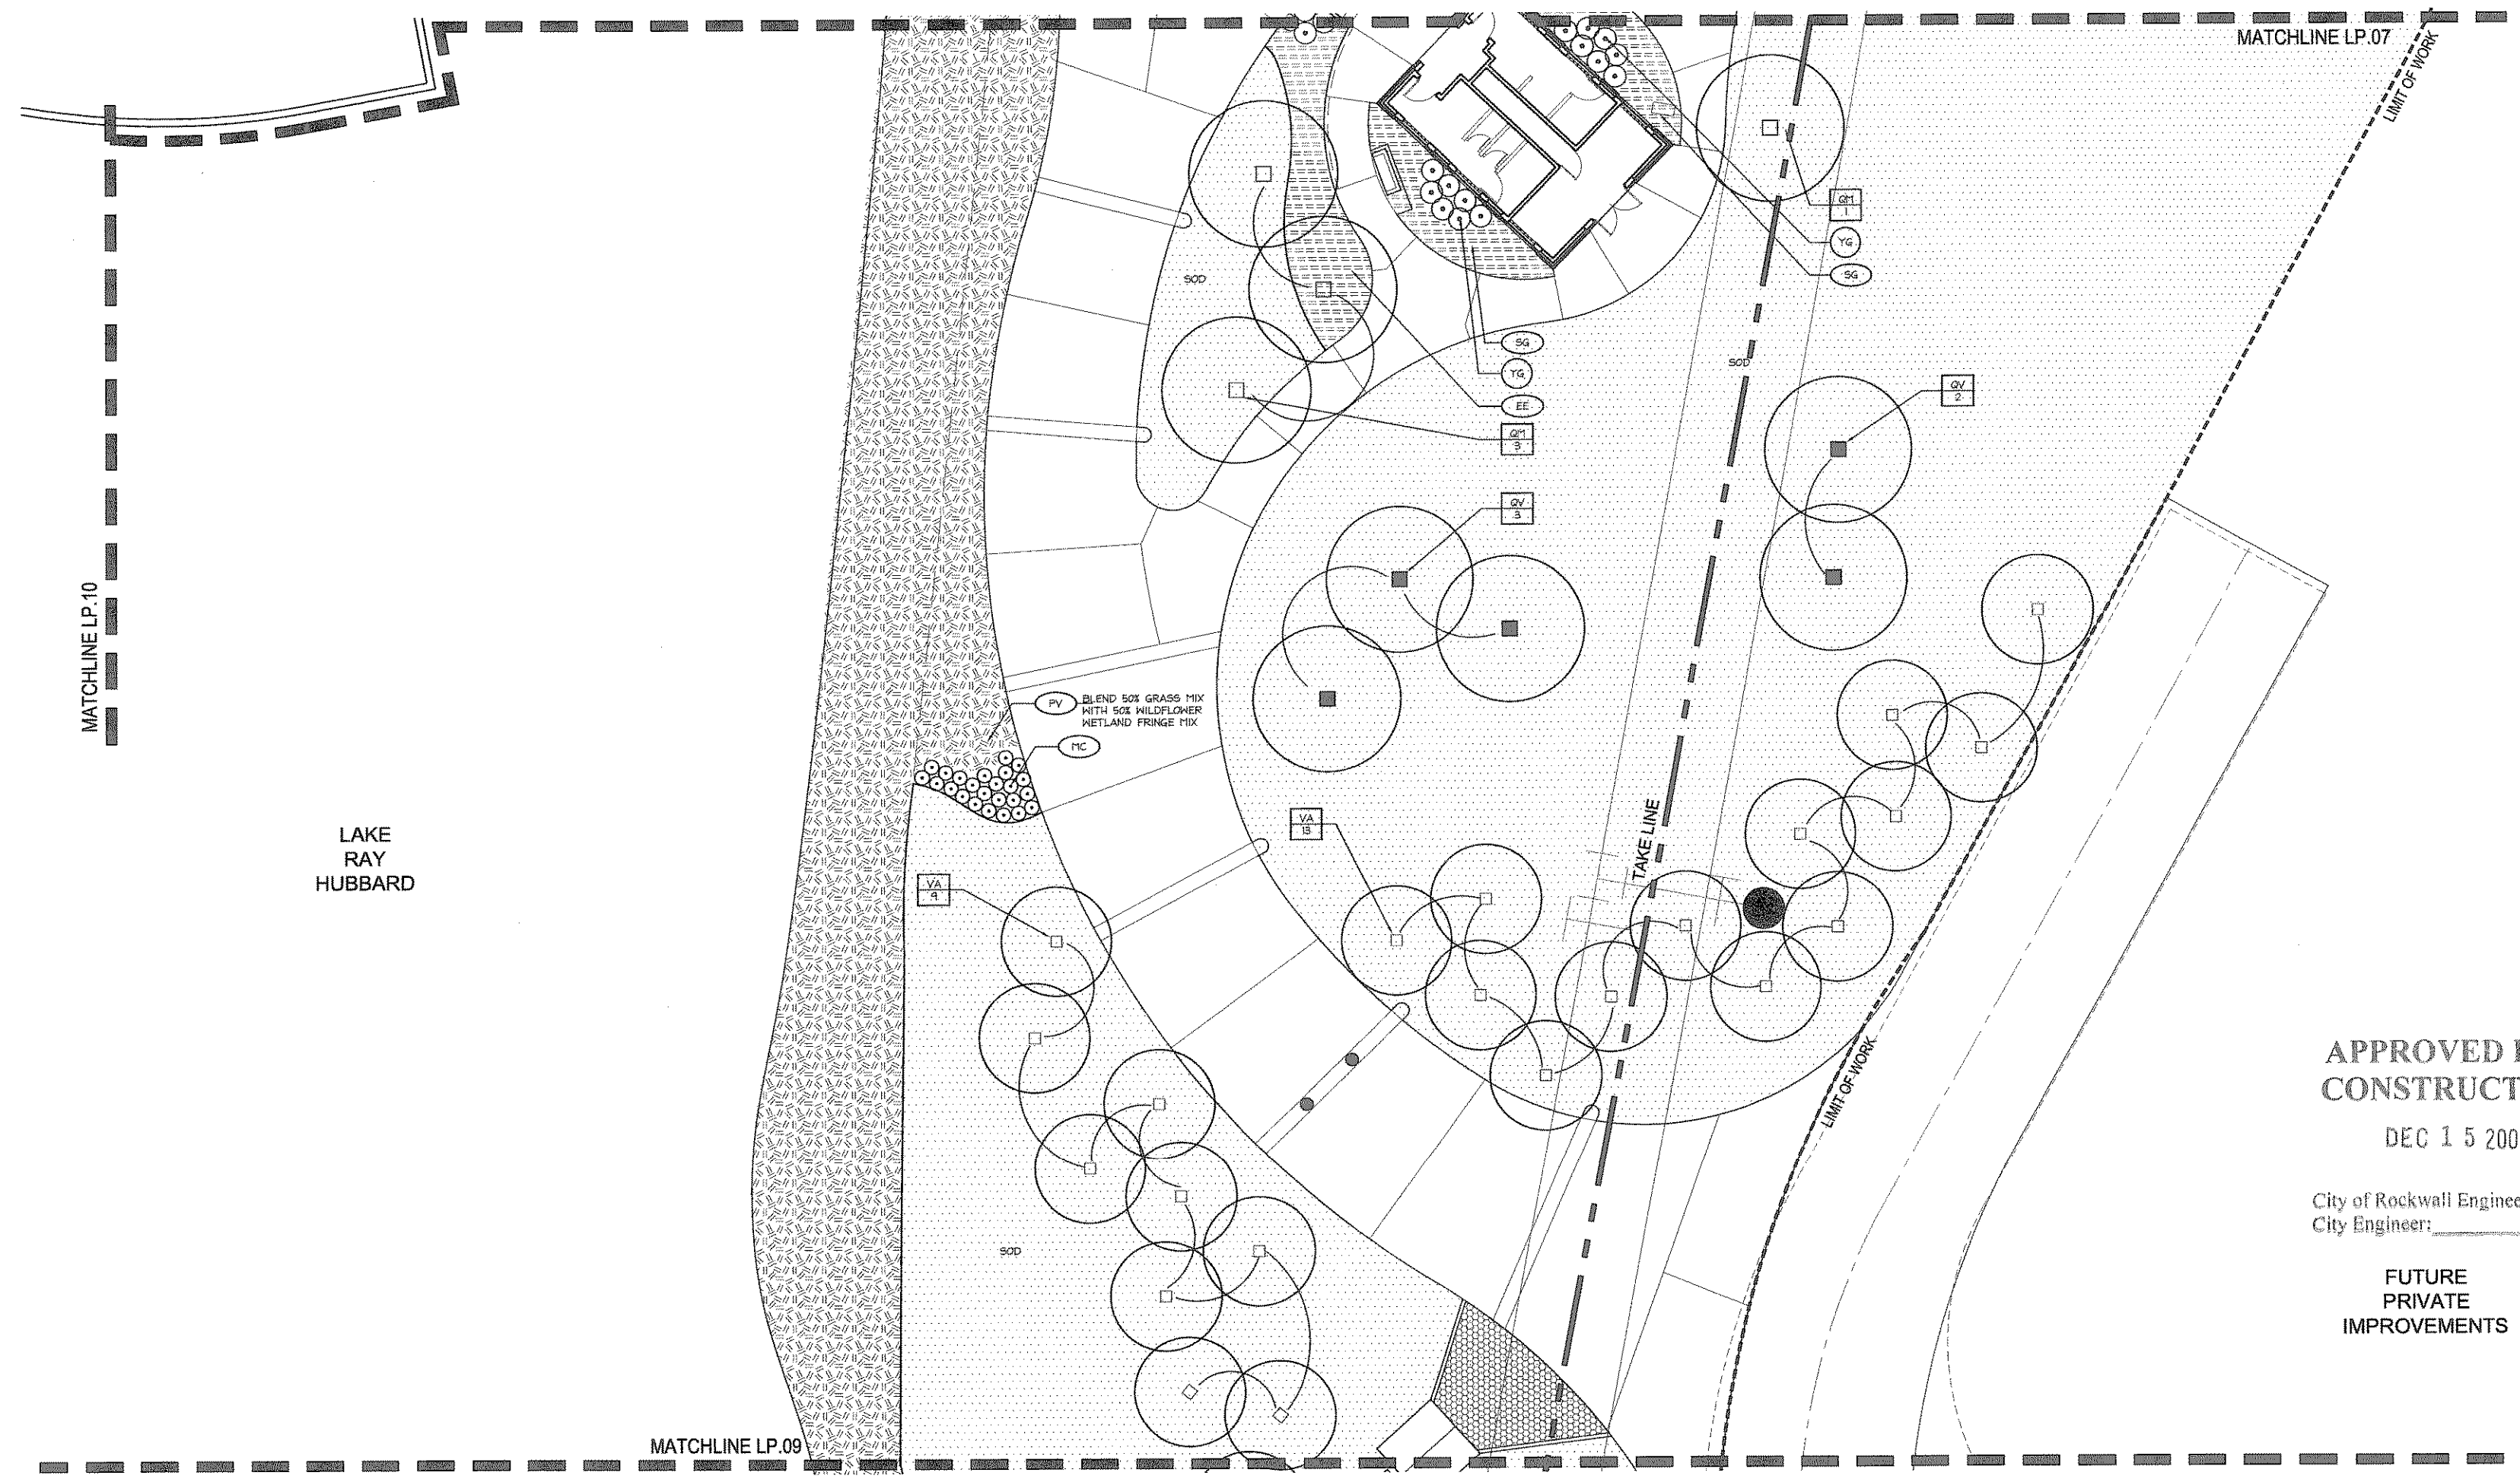 MATCHLINE LP.07
LIMIT OF WORK
QM
1
YG
SG
SOD
SOD
SG
YG
EE
QM
3
QV
2
QV
3
MATCHLINE LP.10
PV
BLEND 50% GRASS MIX
WITH 50% WILDFLOWER
WETLAND FRINGE MIX
MC
LAKE
RAY
HUBBARD
VA
13
TAKE LINE
VA
9
LIMIT OF WORK
APPROVED
CONSTRUCT
DEC 15 200
City of Rockwall Enginee
City Engineer:
SOD
FUTURE
PRIVATE
IMPROVEMENTS
MATCHLINE LP.09